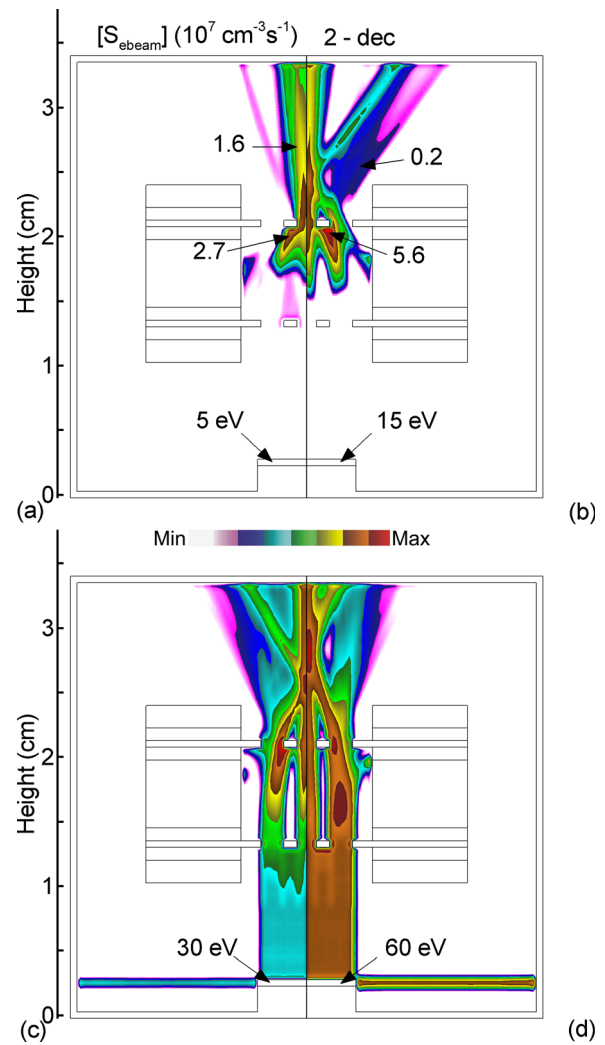 [S_ebeam] (10^7 cm^-3 s^-1) 2 - dec
3
1.6
0.2
2
2.7
5.6
Height (cm)
1
5 eV
15 eV
0
(a)
(b)
Min
Max
3
2
Height (cm)
1
30 eV
60 eV
0
(c)
(d)